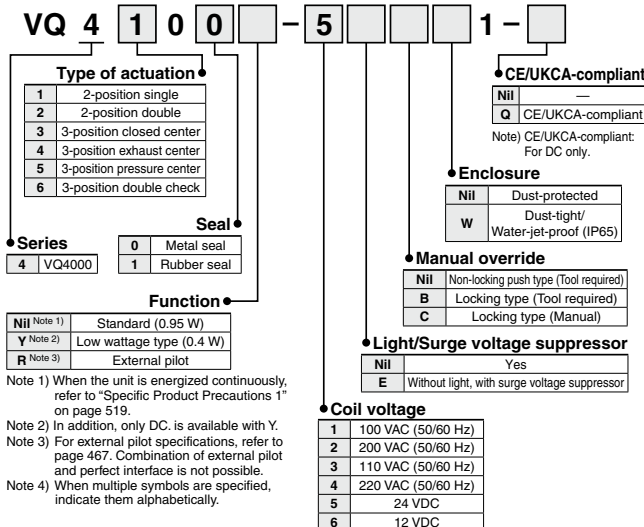 VQ 4 1 0 0 – 5 1 –
Type of actuation
1 2-position single
2 2-position double
3 3-position closed center
4 3-position exhaust center
5 3-position pressure center
6 3-position double check
Series
4 VQ4000
Seal
0 Metal seal
1 Rubber seal
Function
Nil Note 1) Standard (0.95 W)
Y Note 2) Low wattage type (0.4 W)
R Note 3) External pilot
Note 1) When the unit is energized continuously,
refer to “Specific Product Precautions 1”
on page 519.
Note 2) In addition, only DC. is available with Y.
Note 3) For external pilot specifications, refer to
page 467. Combination of external pilot
and perfect interface is not possible.
Note 4) When multiple symbols are specified,
indicate them alphabetically.
CE/UKCA-compliant
Nil —
Q CE/UKCA-compliant
Note) CE/UKCA-compliant:
For DC only.
Enclosure
Nil Dust-protected
W Dust-tight/
Water-jet-proof (IP65)
Manual override
Nil Non-locking push type (Tool required)
B Locking type (Tool required)
C Locking type (Manual)
Light/Surge voltage suppressor
Nil Yes
E Without light, with surge voltage suppressor
Coil voltage
1 100 VAC (50/60 Hz)
2 200 VAC (50/60 Hz)
3 110 VAC (50/60 Hz)
4 220 VAC (50/60 Hz)
5 24 VDC
6 12 VDC